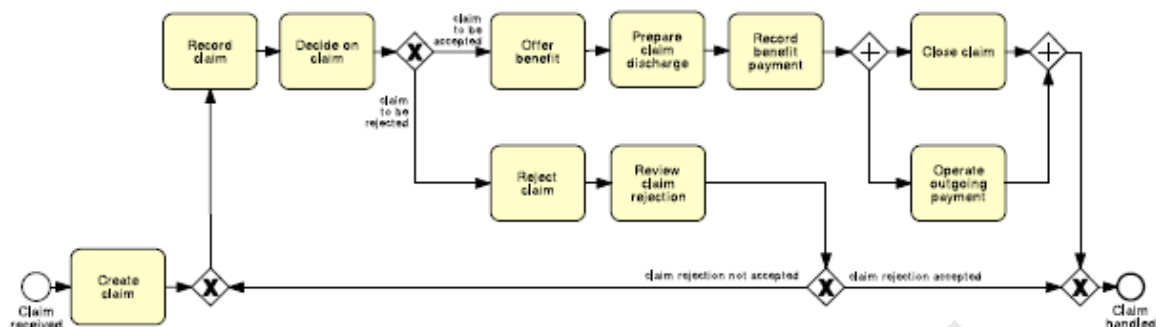 Record
claim
Decide on
claim
claim
to be
accepted
Offer
benefit
Prepare
claim
discharge
Record
benefit
payment
Close claim
claim
to be
rejected
Reject
claim
Review
claim
rejection
Operate
outgoing
payment
Create
claim
claim rejection not accepted
claim rejection accepted
Claim
received
Claim
handled